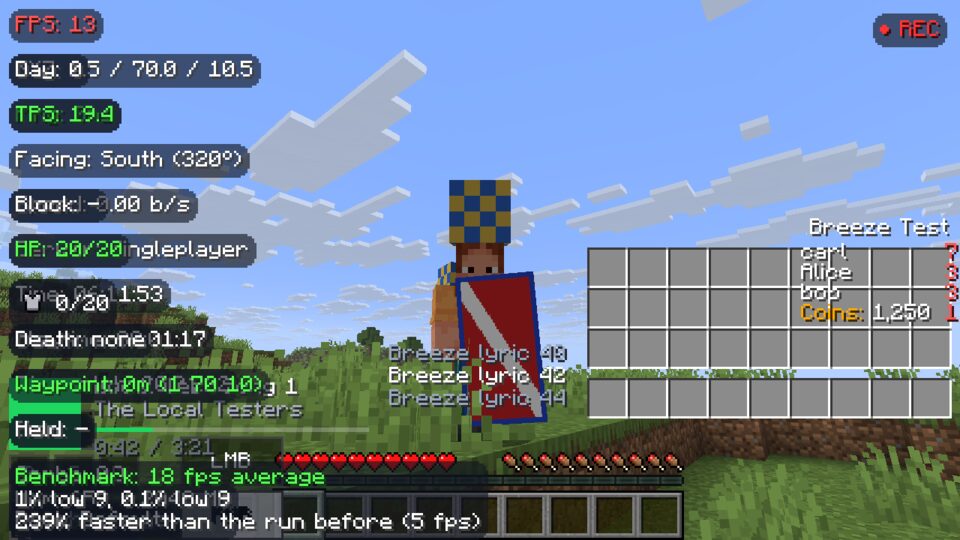 FPS: 13
REC
Day: 0.5 / 70.0 / 10.5
TPS: 19.4
Facing: South (320°)
Block: -
.00 b/s
HP: 20/20
ingleplayer
Breeze Test
carl 7
Alice 3
bob 3
Coins: 1,250 1
11:53
0/20
Death: none
01:17
Breeze lyric 40
Breeze lyric 42
Breeze lyric 44
Waypoint: 0m (1 70 10)
g 1
The Local Testers
Held: -
0:42 / 3:21
LMB
Benchmark: 18 fps average
1% low 9, 0.1% low 9
239% faster than the run before (5 fps)